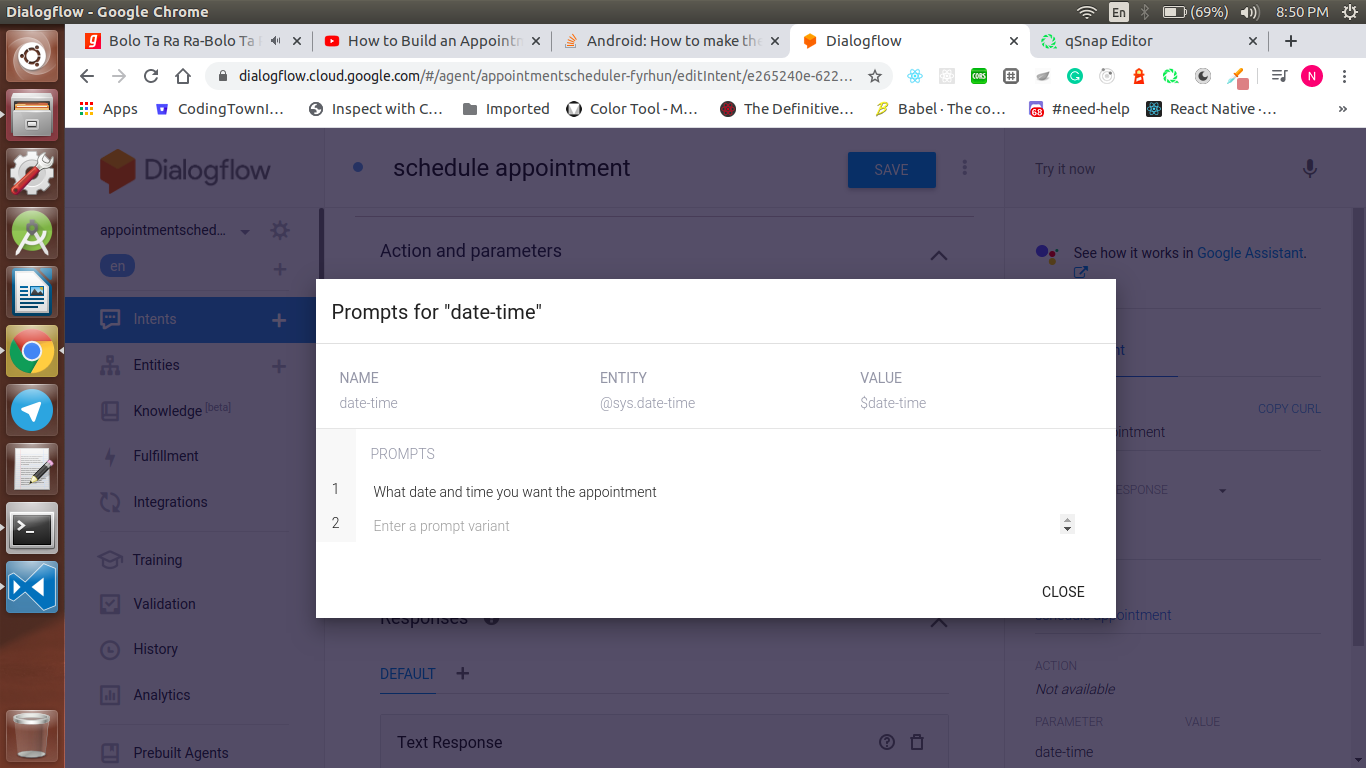 Dialogflow - Google Chrome
En (69%) 8:50 PM
Bolo Ta Ra Ra-Bolo Ta
How to Build an Appointm
Android: How to make the
Dialogflow
qSnap Editor
dialogflow.cloud.google.com/#/agent/appointmentscheduler-fyrhun/editIntent/e265240e-622...
CORS
N
Apps
CodingTownI...
Inspect with C...
Imported
Color Tool - M...
The Definitive...
Babel · The co...
68
#need-help
React Native ·...
»
Dialogflow
schedule appointment
SAVE
Try it now
appointmentsched...
en
Action and parameters
See how it works in Google Assistant.
Intents
Entities
Knowledge [beta]
Fulfillment
Integrations
Training
Validation
History
Analytics
Prebuilt Agents
Prompts for "date-time"
NAME ENTITY VALUE
date-time @sys.date-time $date-time
PROMPTS
1 What date and time you want the appointment
2 Enter a prompt variant
CLOSE
COPY CURL
Responses
DEFAULT
Text Response
appointment
ACTION
Not available
PARAMETER VALUE
date-time